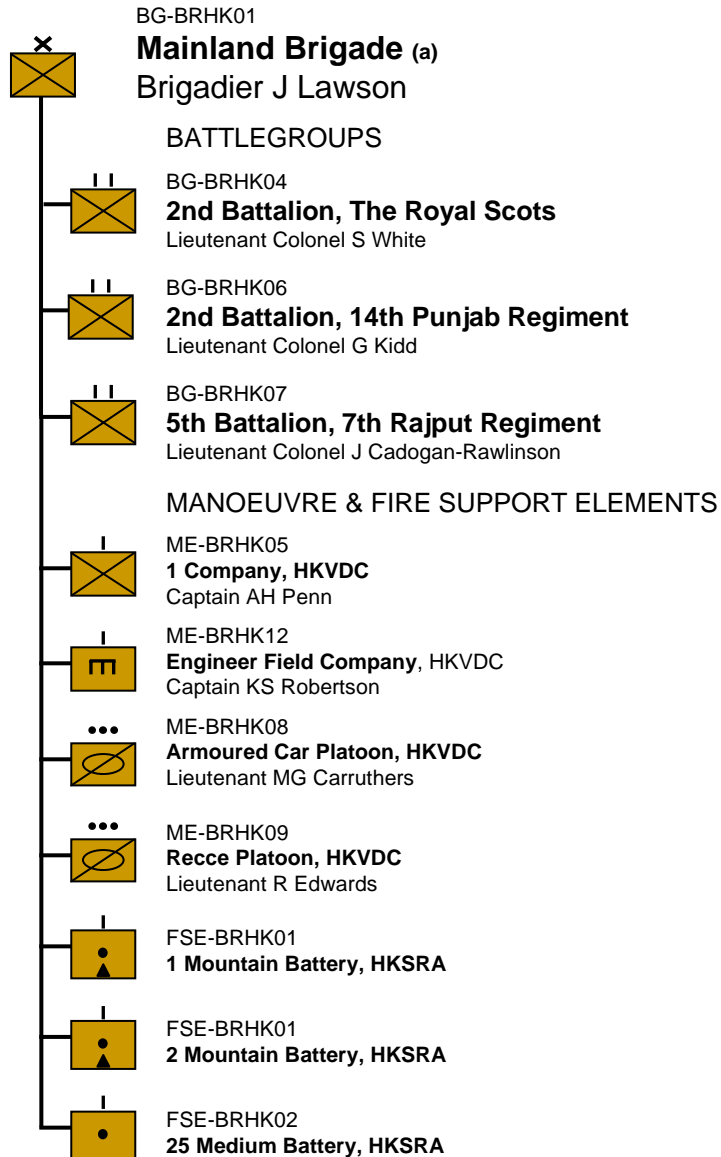 BG-BRHK01
Mainland Brigade (a)
Brigadier J Lawson
BATTLEGROUPS
BG-BRHK04
2nd Battalion, The Royal Scots
Lieutenant Colonel S White
BG-BRHK06
2nd Battalion, 14th Punjab Regiment
Lieutenant Colonel G Kidd
BG-BRHK07
5th Battalion, 7th Rajput Regiment
Lieutenant Colonel J Cadogan-Rawlinson
MANOEUVRE & FIRE SUPPORT ELEMENTS
ME-BRHK05
1 Company, HKVDC
Captain AH Penn
ME-BRHK12
Engineer Field Company, HKVDC
Captain KS Robertson
ME-BRHK08
Armoured Car Platoon, HKVDC
Lieutenant MG Carruthers
ME-BRHK09
Recce Platoon, HKVDC
Lieutenant R Edwards
FSE-BRHK01
1 Mountain Battery, HKSRA
FSE-BRHK01
2 Mountain Battery, HKSRA
FSE-BRHK02
25 Medium Battery, HKSRA